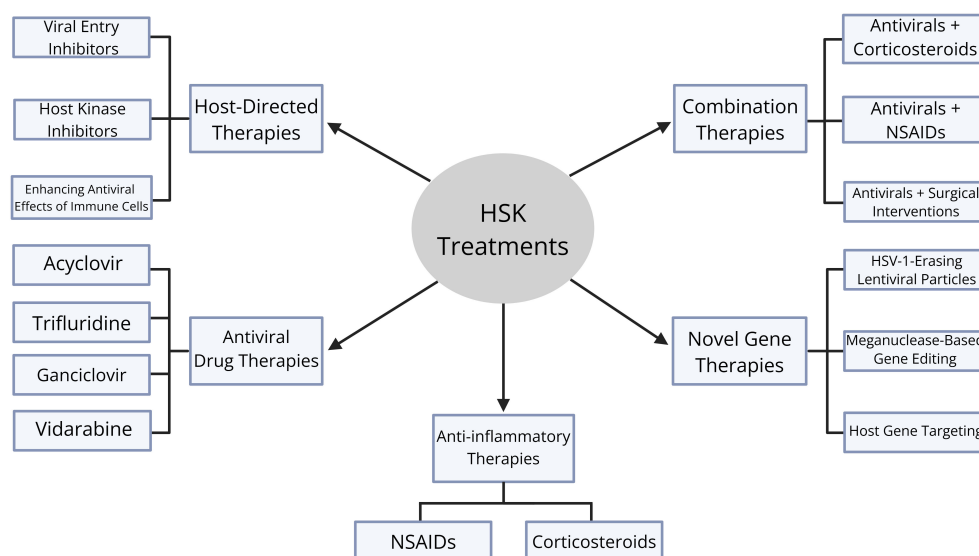 Viral Entry
Inhibitors
Host Kinase
Inhibitors
Enhancing Antiviral
Effects of Immune Cells
Host-Directed
Therapies
Combination
Therapies
Antivirals +
Corticosteroids
Antivirals +
NSAIDs
Antivirals + Surgical
Interventions
HSK
Treatments
Acyclovir
Trifluridine
Ganciclovir
Vidarabine
Antiviral
Drug Therapies
Novel Gene
Therapies
HSV-1-Erasing
Lentiviral Particles
Meganuclease-Based
Gene Editing
Host Gene Targeting
Anti-inflammatory
Therapies
NSAIDs
Corticosteroids